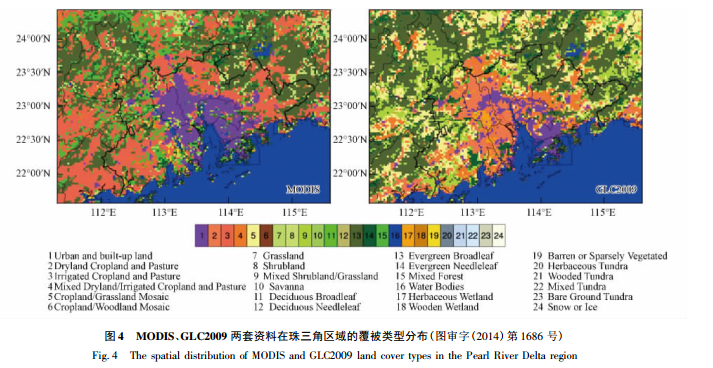 24°00′N
23°30′N
23°00′N
22°30′N
22°00′N
MODIS
112°E 113°E 114°E 115°E
24°00′N
23°30′N
23°00′N
22°30′N
22°00′N
GLC2009
112°E 113°E 114°E 115°E
1 2 3 4 5 6 7 8 9 10 11 12 13 14 15 16 17 18 19 20 21 22 23 24
1 Urban and built-up land
2 Dryland Cropland and Pasture
3 Irrigated Cropland and Pasture
4 Mixed Dryland/Irrigated Cropland and Pasture
5 Cropland/Grassland Mosaic
6 Cropland/Woodland Mosaic
7 Grassland
8 Shrubland
9 Mixed Shrubland/Grassland
10 Savanna
11 Deciduous Broadleaf
12 Deciduous Needleleaf
13 Evergreen Broadleaf
14 Evergreen Needleleaf
15 Mixed Forest
16 Water Bodies
17 Herbaceous Wetland
18 Wooden Wetland
19 Barren or Sparsely Vegetated
20 Herbaceous Tundra
21 Wooded Tundra
22 Mixed Tundra
23 Bare Ground Tundra
24 Snow or Ice
图4 MODIS、GLC2009 两套资料在珠三角区域的覆被类型分布(图审字(2014)第 1686 号)
Fig. 4 The spatial distribution of MODIS and GLC2009 land cover types in the Pearl River Delta region